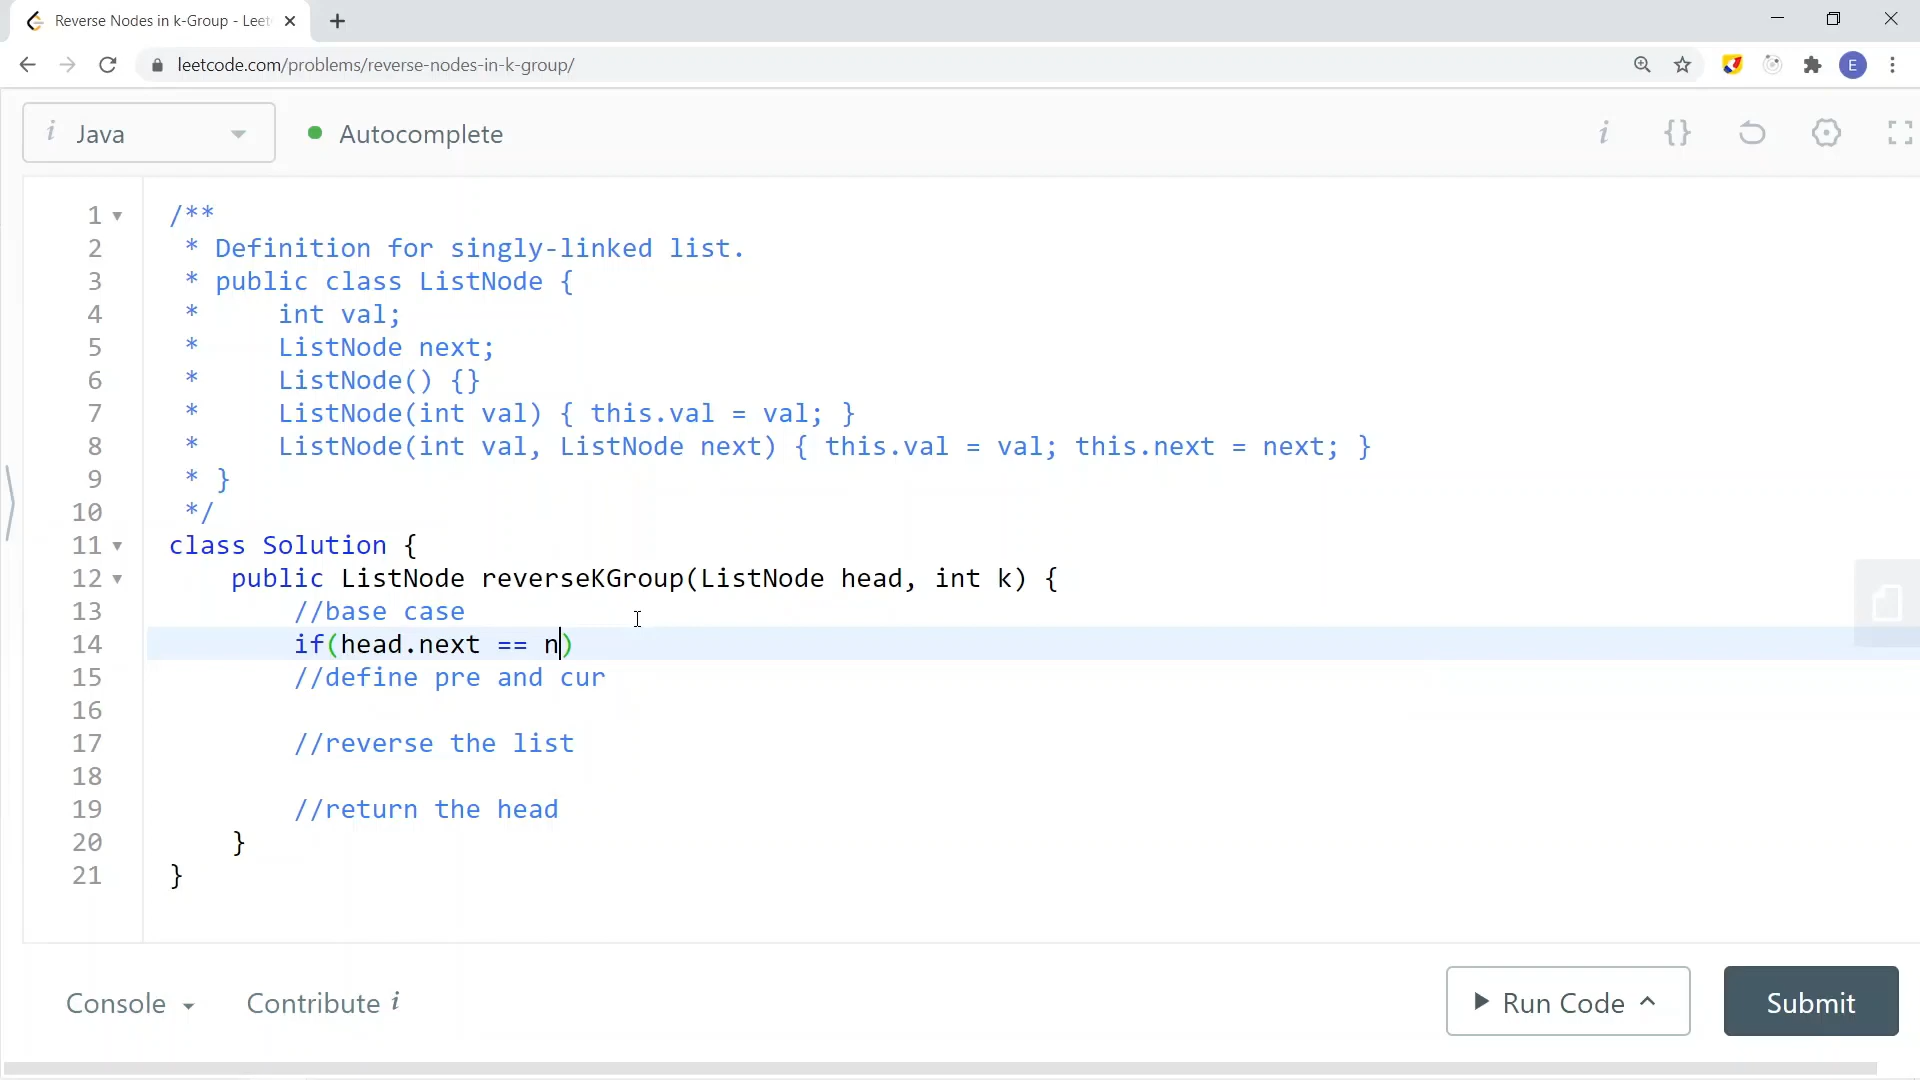 Reverse Nodes in k-Group - Leet
leetcode.com/problems/reverse-nodes-in-k-group/
E
i Java
Autocomplete
i {}
1 /**
2  * Definition for singly-linked list.
3  * public class ListNode {
4  *     int val;
5  *     ListNode next;
6  *     ListNode() {}
7  *     ListNode(int val) { this.val = val; }
8  *     ListNode(int val, ListNode next) { this.val = val; this.next = next; }
9  * }
10  */
11 class Solution {
12     public ListNode reverseKGroup(ListNode head, int k) {
13         //base case
14         if(head.next == n)
15         //define pre and cur
16
17         //reverse the list
18
19         //return the head
20     }
21 }
Console Contribute i Run Code Submit